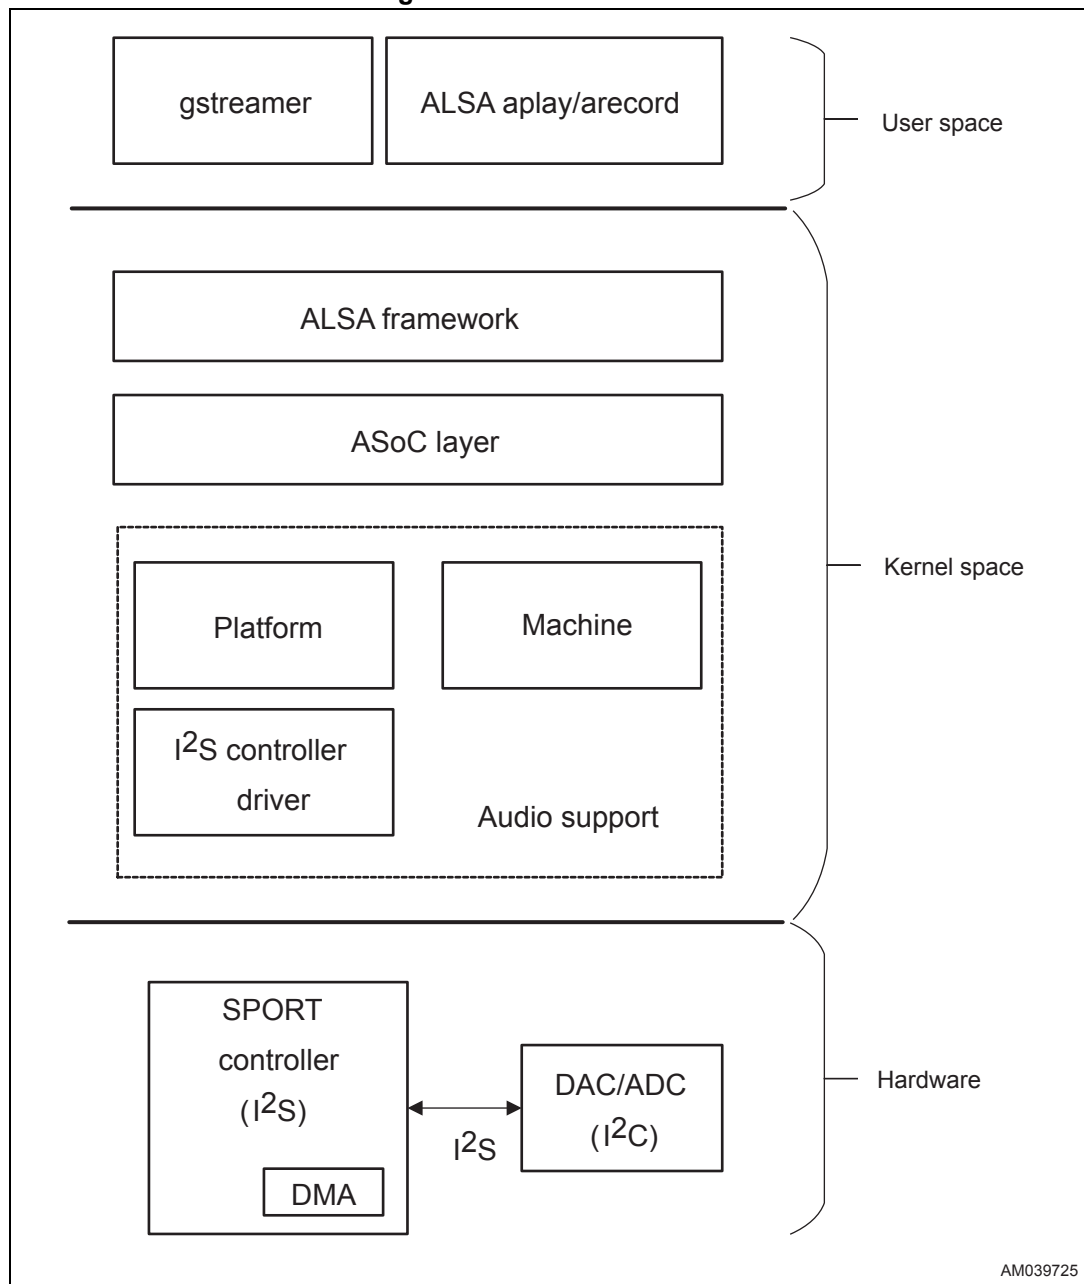 gstreamer
ALSA aplay/arecord
User space
ALSA framework
ASoC layer
Kernel space
Platform
Machine
I2S controller
driver
Audio support
SPORT
controller
(I2S)
DMA
I2S
DAC/ADC
(I2C)
Hardware
AM039725